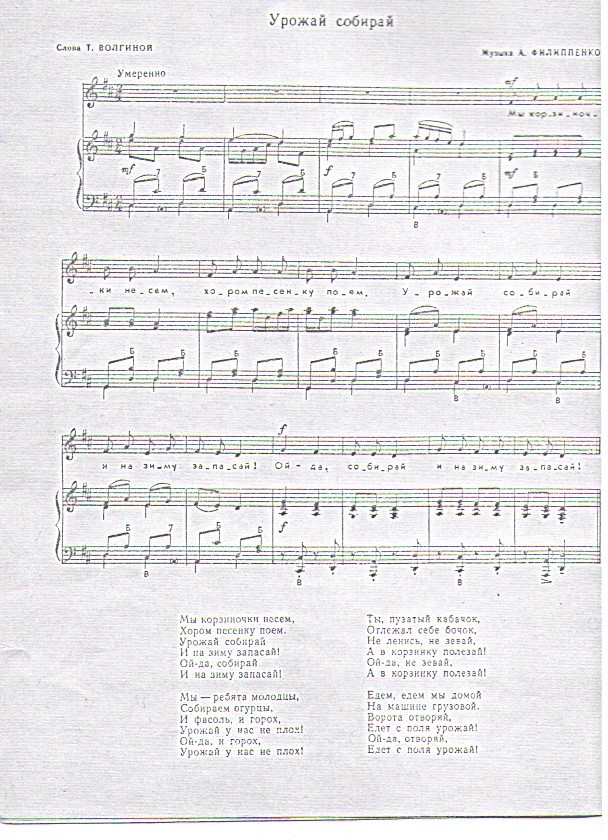 Урожай собирай
Слова Т. ВОЛГИНОЙ
Музыка А. ФИЛИППЕНКО
Умеренно
mf
Мы кор-зи-ноч-
mf 7 Б f 7 Б 7 Б mf Б
В
-ки не-сем, хо-ром пе-сен-ку по-ем, У-ро-жай со-би-рай
Б Б Б Б Б Б
В В
f
и на зи-му за-па-сай! Ой-да, со-би-рай и на зи-му за-па-сай!
Б 7 Б Б f
В В В В
Мы корзиночки несем,
Хором песенку поем.
Урожай собирай
И на зиму запасай!
Ой-да, собирай
И на зиму запасай!
Мы — ребята молодцы,
Собираем огурцы,
И фасоль, и горох,
Урожай у нас не плох!
Ой-да, и горох,
Урожай у нас не плох!
Ты, пузатый кабачок,
Отлежал себе бочок,
Не ленись, не зевай,
А в корзинку полезай!
Ой-да, не зевай,
А в корзинку полезай!
Едем, едем мы домой
На машине грузовой.
Ворота отворяй,
Едет с поля урожай!
Ой-да, отворяй,
Едет с поля урожай!